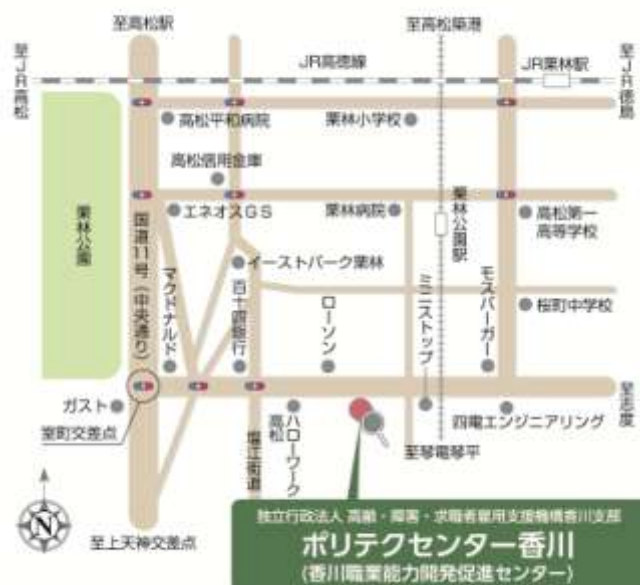 至高松駅
至高松築港
至JR高松
JR高徳線
JR栗林駅
至JR徳島
高松平和病院
栗林小学校
高松信用金庫
栗林公園
国道11号(中央通り)
エネオスGS
栗林病院
栗林公園駅
高松第一
高等学校
イーストパーク栗林
マクドナルド
百十四銀行
ローソン
ミニストップ
モスバーガー
桜町中学校
ガスト
室町交差点
ハローワーク
高松
塩江街道
四電エンジニアリング
至志度
至琴電琴平
N
至上天神交差点
独立行政法人 高齢・障害・求職者雇用支援機構香川支部
ポリテクセンター香川
(香川職業能力開発促進センター)